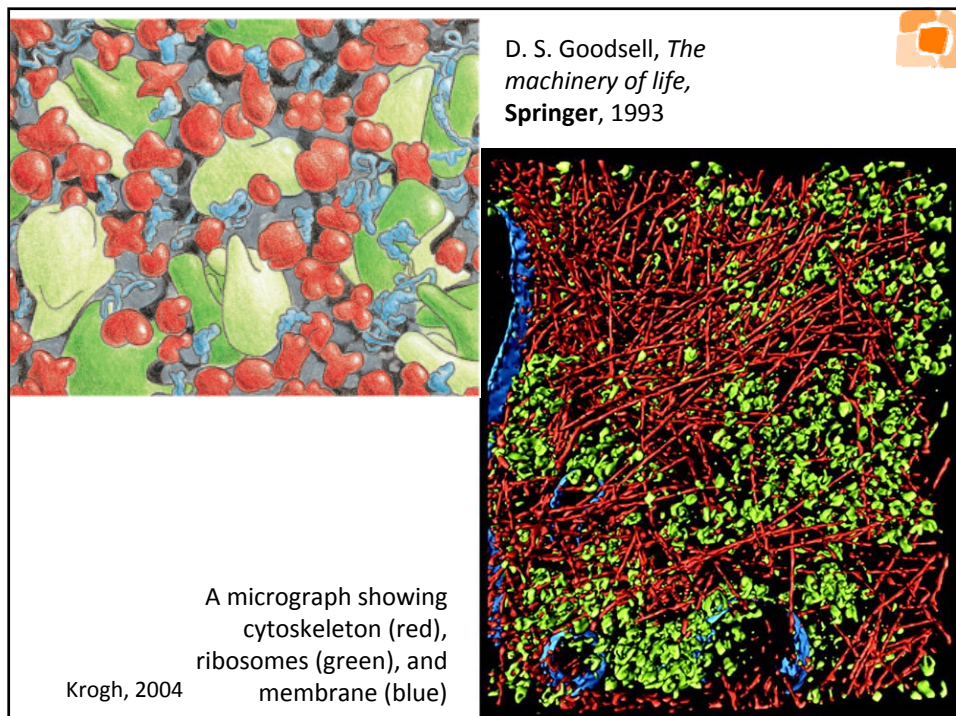 D. S. Goodsell, The
machinery of life,
Springer, 1993
A micrograph showing
cytoskeleton (red),
ribosomes (green), and
membrane (blue)
Krogh, 2004